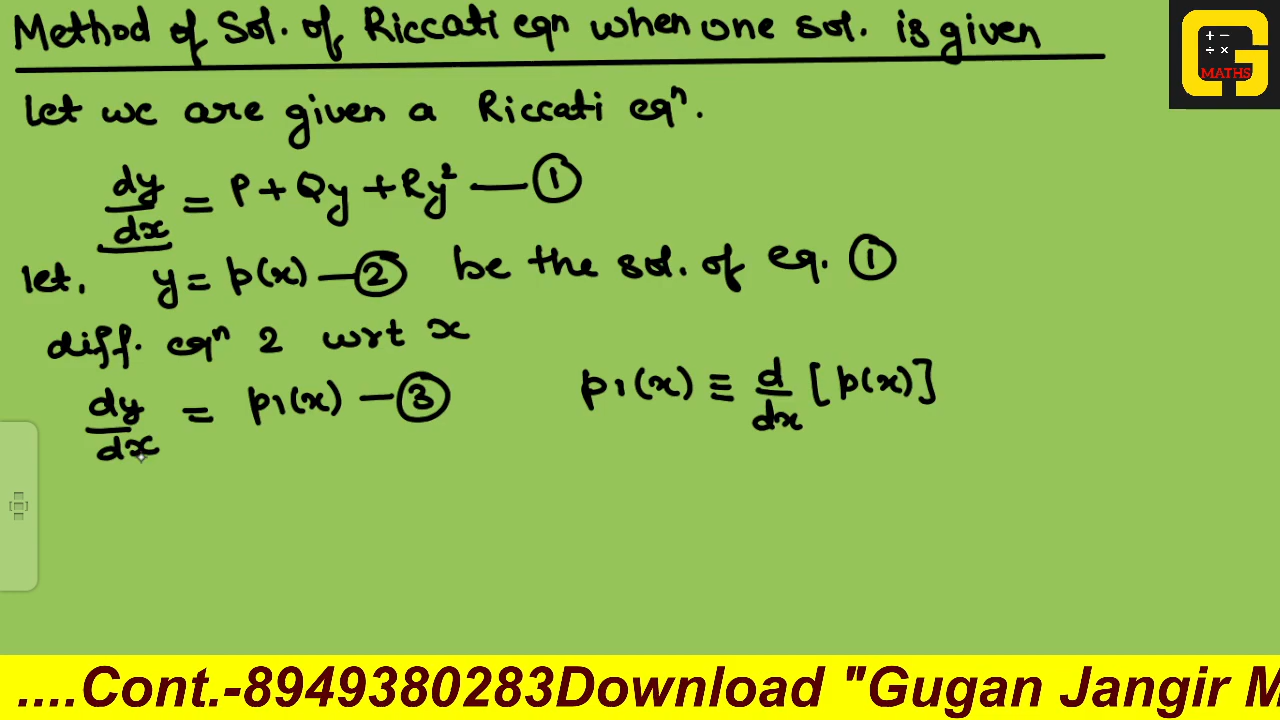 Method of Sol. of Riccati eqn when one sol. is given
+ −
÷ ×
MATHS
let we are given a Riccati eqⁿ.
dy/dx = P + Qy + Ry² — ①
let. y = p(x) — ② be the sol. of eq. ①
diff. eqⁿ 2 wrt x
dy/dx = p₁(x) — ③ p₁(x) ≡ d/dx [p(x)]
....Cont.-8949380283Download "Gugan Jangir M